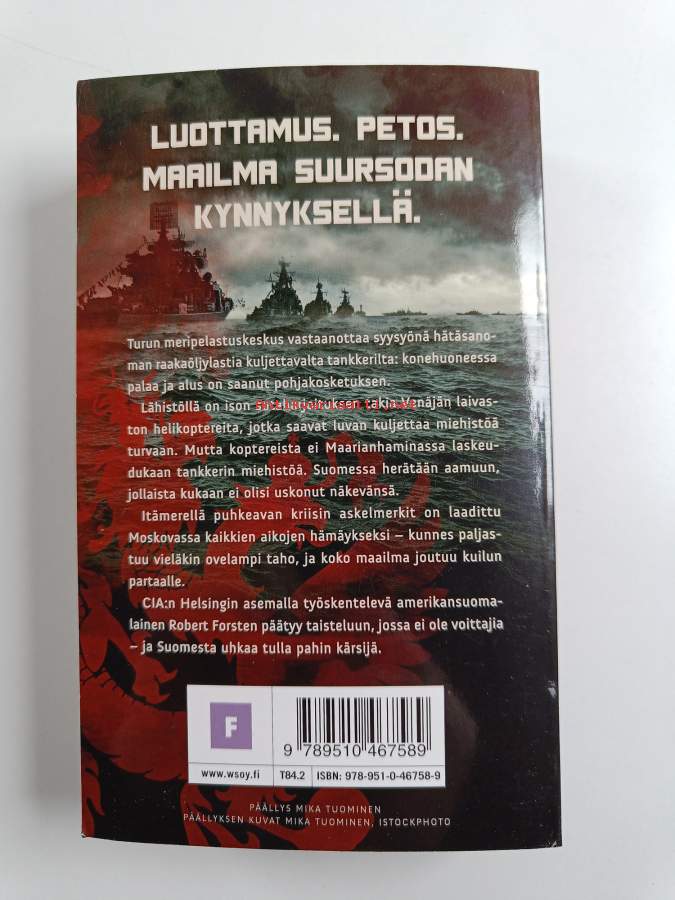 LUOTTAMUS. PETOS.
MAAILMA SUURSODAN
KYNNYKSELLÄ.
Turun meripelastuskeskus vastaanottaa syysyönä hätäsano-
man raakaöljylastia kuljettavalta tankkerilta: konehuoneessa
palaa ja alus on saanut pohjakosketuksen.
Lähistöllä on ison sotaharjoituksen takia Venäjän laivas-
ton helikoptereita, jotka saavat luvan kuljettaa miehistöä
turvaan. Mutta koptereista ei Maarianhaminassa laskeu-
dukaan tankkerin miehistöä. Suomessa herätään aamuun,
jollaista kukaan ei olisi uskonut näkevänsä.
Itämerellä puhkeavan kriisin askelmerkit on laadittu
Moskovassa kaikkien aikojen hämäykseksi – kunnes paljas-
tuu vieläkin ovelampi taho, ja koko maailma joutuu kuilun
partaalle.
CIA:n Helsingin asemalla työskentelevä amerikansuoma-
lainen Robert Forsten päätyy taisteluun, jossa ei ole voittajia
– ja Suomesta uhkaa tulla pahin kärsijä.
F
9 789510 467589
www.wsoy.fi T84.2 ISBN: 978-951-0-46758-9
PÄÄLLYS MIKA TUOMINEN
PÄÄLLYKSEN KUVAT MIKA TUOMINEN, ISTOCKPHOTO